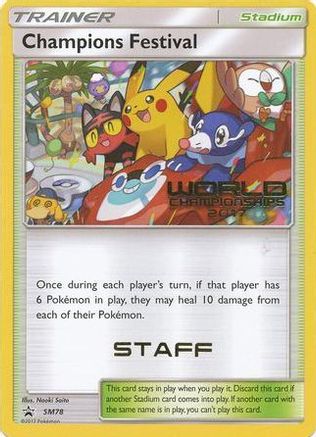 TRAINER Stadium
Champions Festival
WORLD
CHAMPIONSHIPS
2017
Once during each player's turn, if that player has
6 Pokémon in play, they may heal 10 damage from
each of their Pokémon.
STAFF
Illus. Naoki Saito
SM78
©2017 Pokémon
This card stays in play when you play it. Discard this card if
another Stadium card comes into play. If another card with the
same name is in play, you can't play this card.